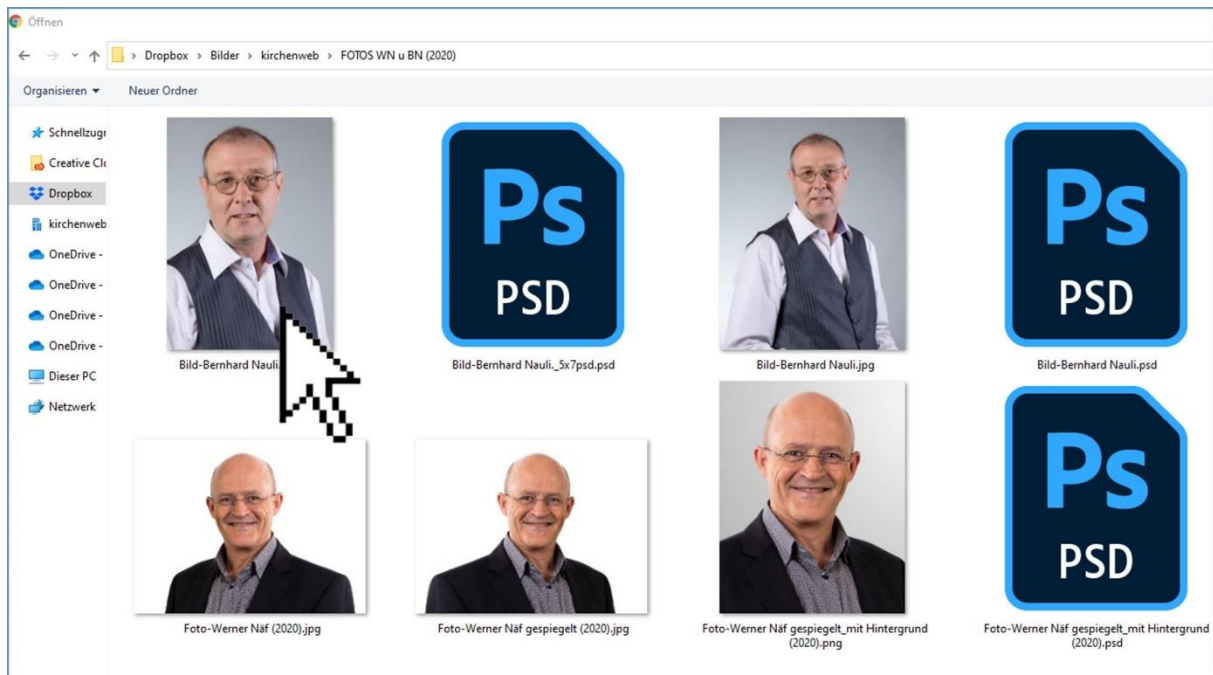 Öffnen
Dropbox > Bilder > kirchenweb > FOTOS WN u BN (2020)
Organisieren
Neuer Ordner
Schnellzugr
Creative Clo
Dropbox
kirchenweb
OneDrive -
OneDrive -
OneDrive -
OneDrive -
Dieser PC
Netzwerk
Ps
PSD
Ps
PSD
Bild-Bernhard Nauli.
Bild-Bernhard Nauli._5x7psd.psd
Bild-Bernhard Nauli.jpg
Bild-Bernhard Nauli.psd
Ps
PSD
Foto-Werner Näf (2020).jpg
Foto-Werner Näf gespiegelt (2020).jpg
Foto-Werner Näf gespiegelt_mit Hintergrund
(2020).png
Foto-Werner Näf gespiegelt_mit Hintergrund
(2020).psd